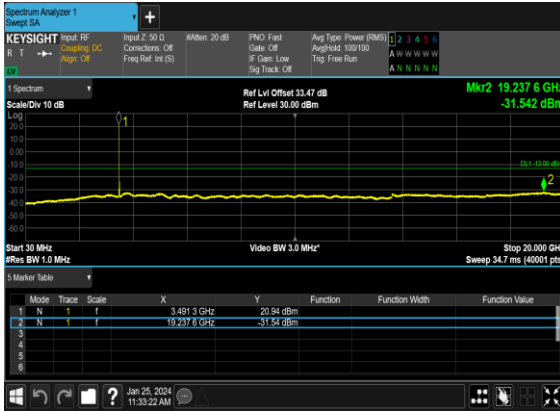 Spectrum Analyzer 1
Swept SA
+
KEYSIGHT Input: RF Input Z: 50 Ω #Atten: 20 dB PNO: Fast Avg Type: Power (RMS) 1 2 3 4 5 6
R T Coupling: DC Corrections: Off Gate: Off Avg|Hold: 100/100 A W W W W W
Align: Off Freq Ref: Int (S) IF Gain: Low Trig: Free Run
Sig Track: Off A N N N N N
1 Spectrum Ref Lvl Offset 33.47 dB Mkr2 19.237 6 GHz
Scale/Div 10 dB Ref Level 30.00 dBm -31.542 dBm
Log
20.0 1
10.0
0.00
-10.0 DL1 -13.00 dBm
-20.0 2
-30.0
-40.0
-50.0
-60.0
Start 30 MHz Video BW 3.0 MHz* Stop 20.000 GHz
#Res BW 1.0 MHz Sweep 34.7 ms (40001 pts)
5 Marker Table
Mode Trace Scale X Y Function Function Width Function Value
1 N 1 f 3.491 3 GHz 20.94 dBm
2 N 1 f 19.237 6 GHz -31.54 dBm
3
4
5
6
? Jan 25, 2024
11:33:22 AM